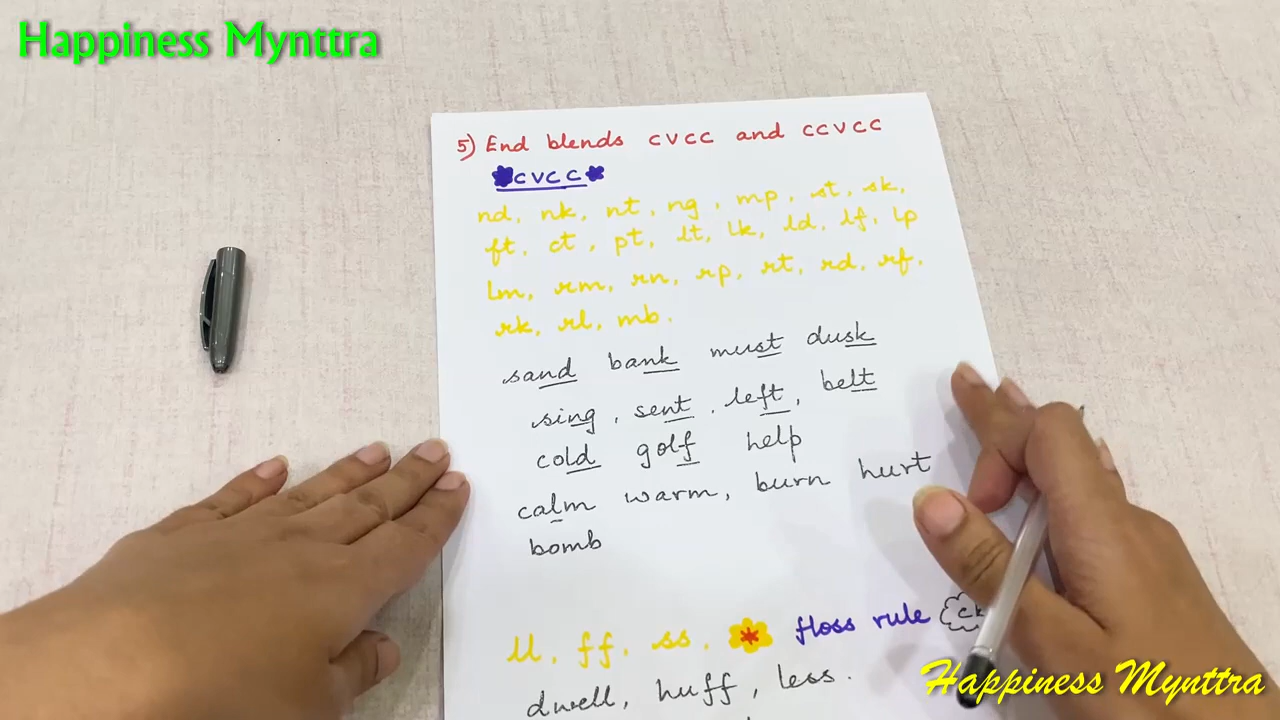 Happiness Mynttra
5) End blends CVCC and CCVCC
CVCC
nd, nk, nt, ng, mp, st, sk,
ft, ct, pt, lt, lk, ld, lf, lp
lm, rm, rn, rp, rt, rd, rf,
rk, rl, mb.
sand bank must dusk
sing, sent, left, belt
cold golf help
calm warm, burn hurt
bomb
ll, ff, ss, floss rule ck
dwell, huff, less.
Happiness Mynttra